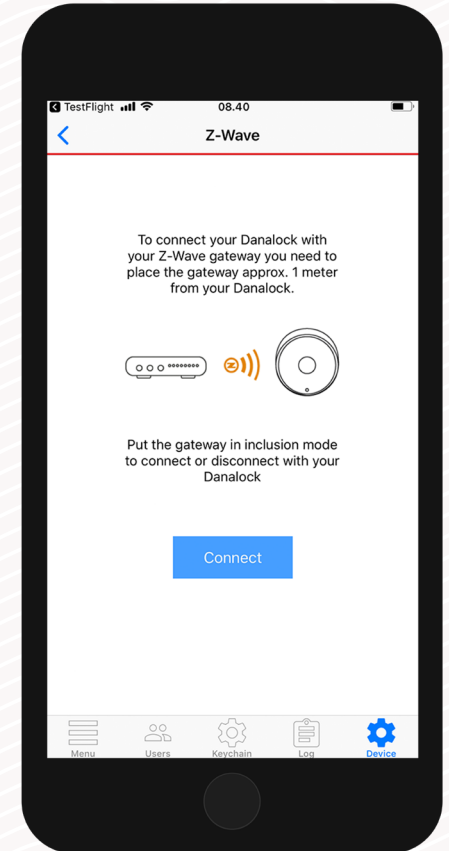 TestFlight
08.40
Z-Wave
To connect your Danalock with
your Z-Wave gateway you need to
place the gateway approx. 1 meter
from your Danalock.
Put the gateway in inclusion mode
to connect or disconnect with your
Danalock
Connect
Menu Users Keychain Log Device